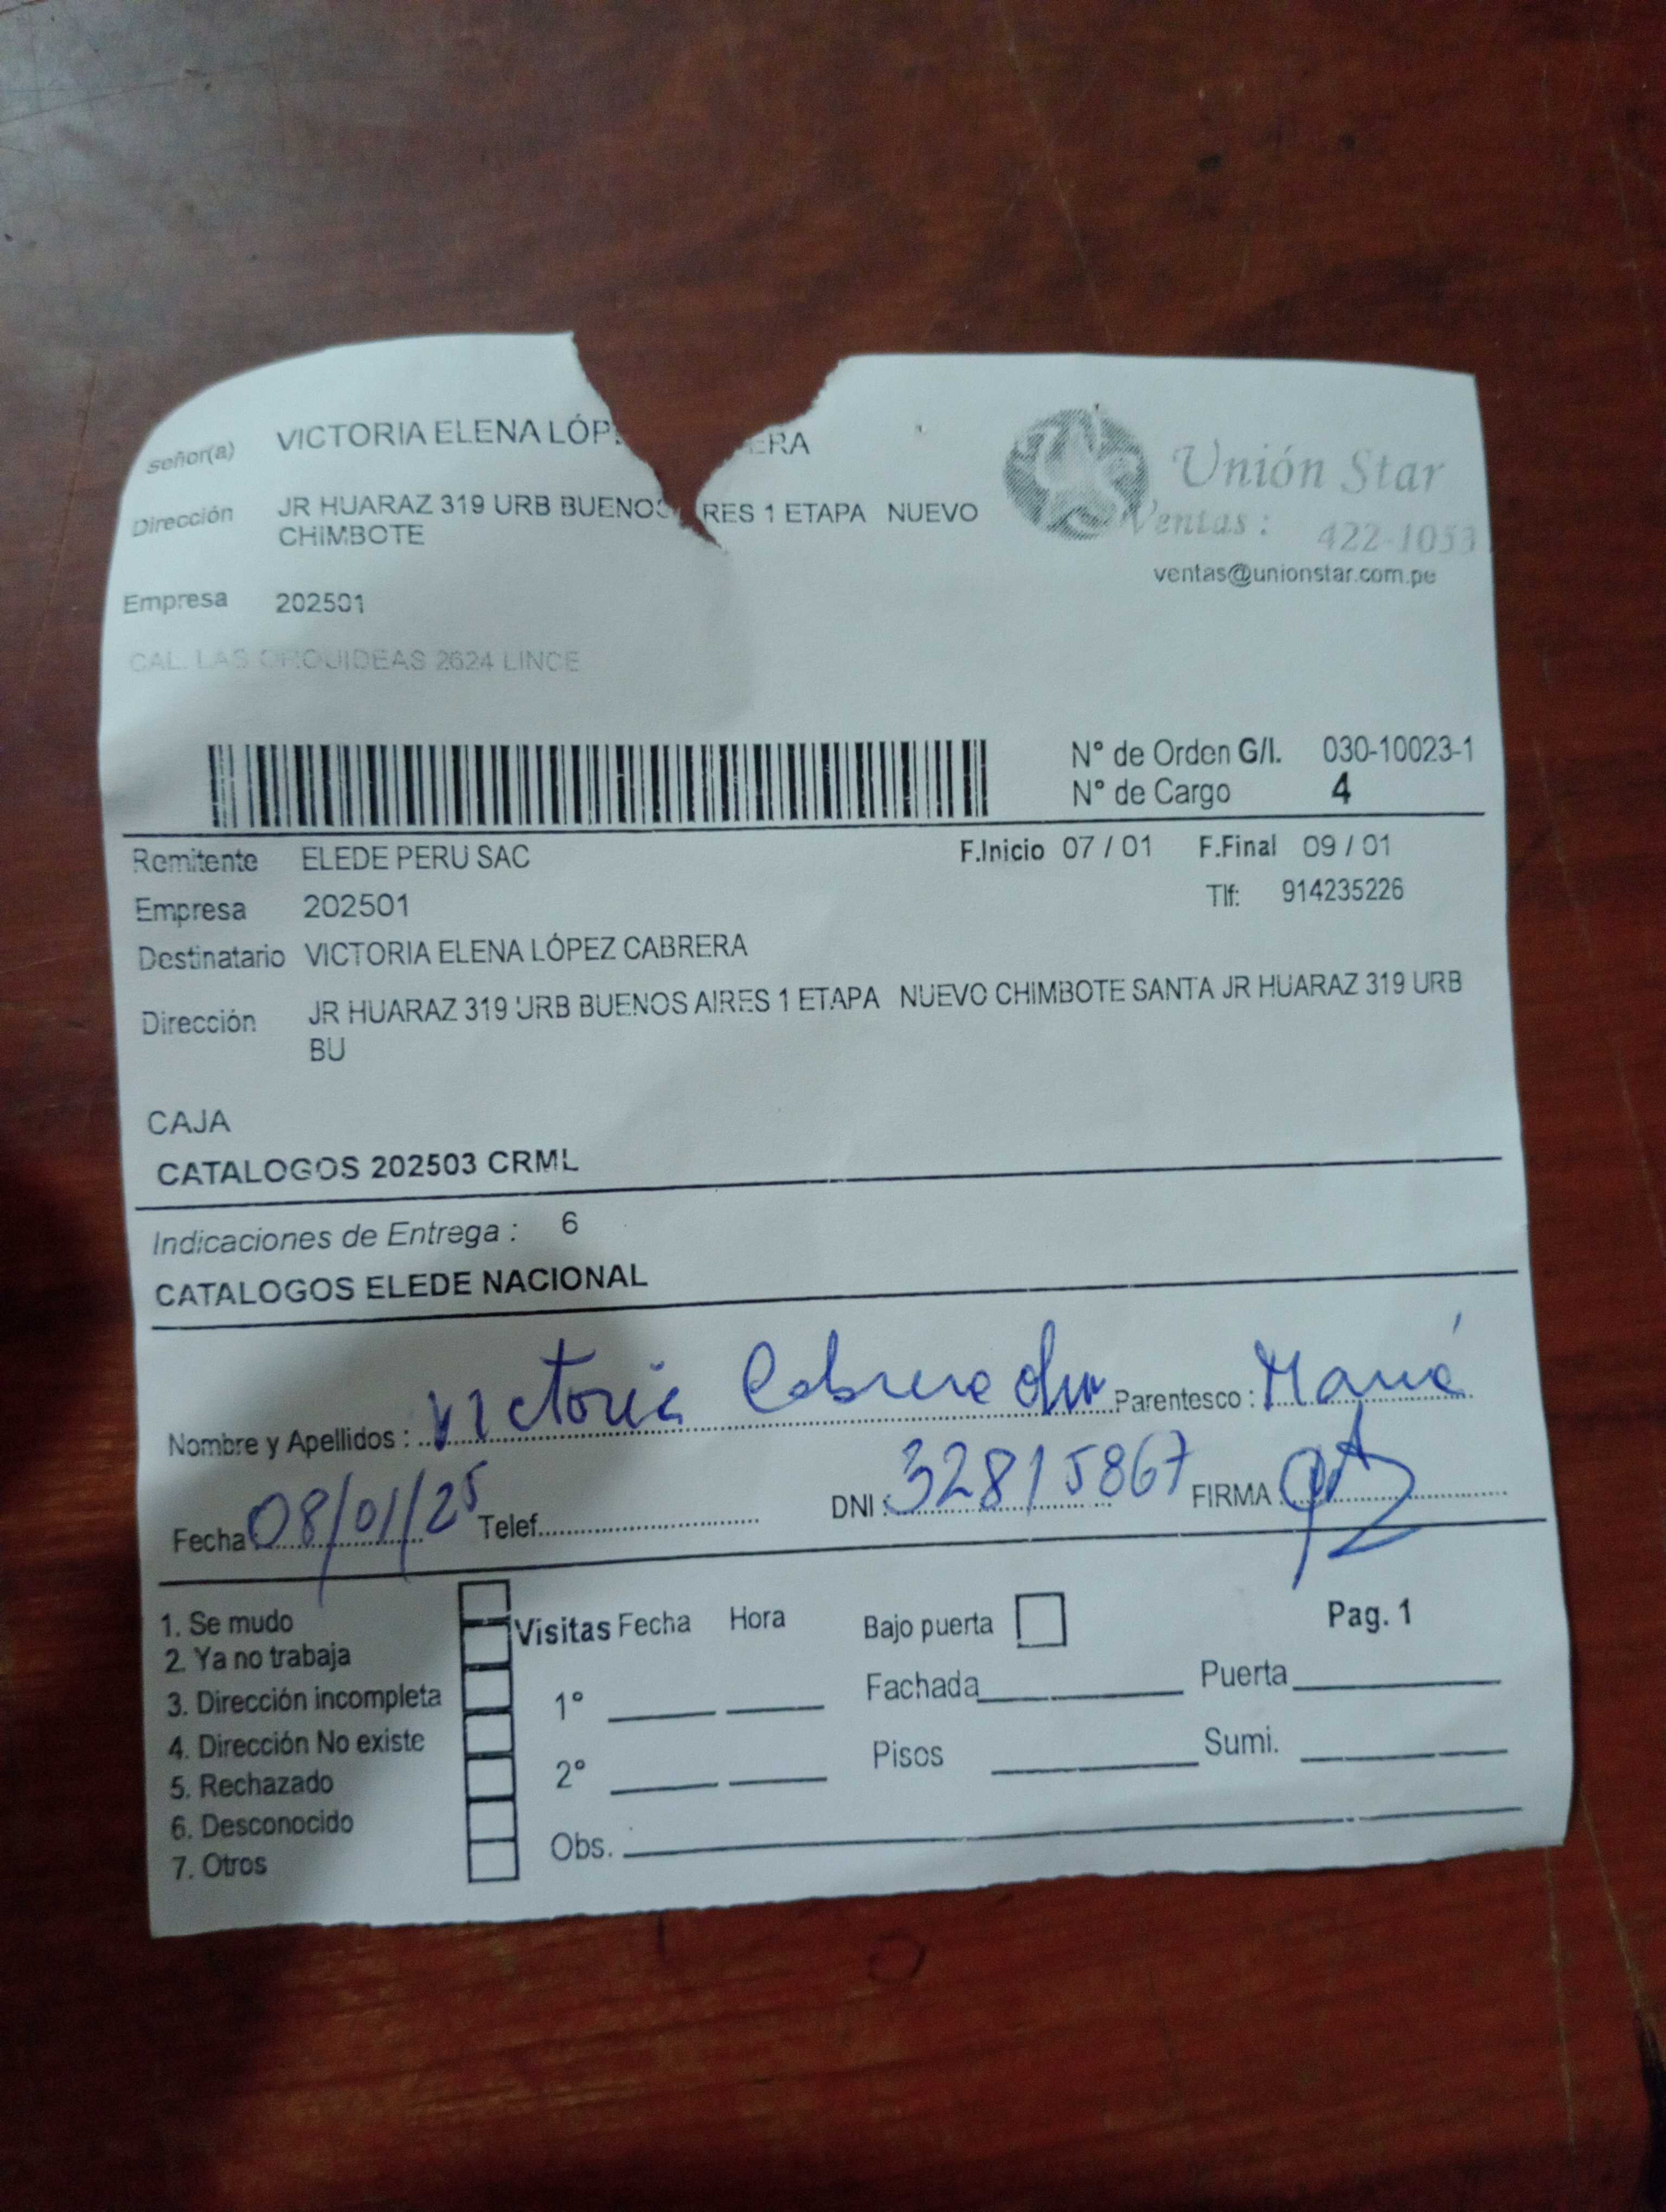 Señor(a) VICTORIA ELENA LÓP ERA
Dirección JR HUARAZ 319 URB BUENOS RES 1 ETAPA NUEVO
CHIMBOTE
Empresa 202501
CAL. LAS ORQUIDEAS 2624 LINCE
Unión Star
Ventas : 422-1053
ventas@unionstar.com.pe
N° de Orden G/I. 030-10023-1
N° de Cargo 4
Remitente ELEDE PERU SAC F.Inicio 07 / 01 F.Final 09 / 01
Empresa 202501 Tlf: 914235226
Destinatario VICTORIA ELENA LÓPEZ CABRERA
Dirección JR HUARAZ 319 URB BUENOS AIRES 1 ETAPA NUEVO CHIMBOTE SANTA JR HUARAZ 319 URB
BU
CAJA
CATALOGOS 202503 CRML
Indicaciones de Entrega : 6
CATALOGOS ELEDE NACIONAL
Nombre y Apellidos : Victoria Cabrera Parentesco : Mamá
Fecha 08/01/25 Telef. DNI : 32815867 FIRMA
1. Se mudo
2. Ya no trabaja
3. Dirección incompleta
4. Dirección No existe
5. Rechazado
6. Desconocido
7. Otros
Visitas Fecha Hora
1°
2°
Obs.
Bajo puerta
Fachada
Pisos
Pag. 1
Puerta
Sumi.